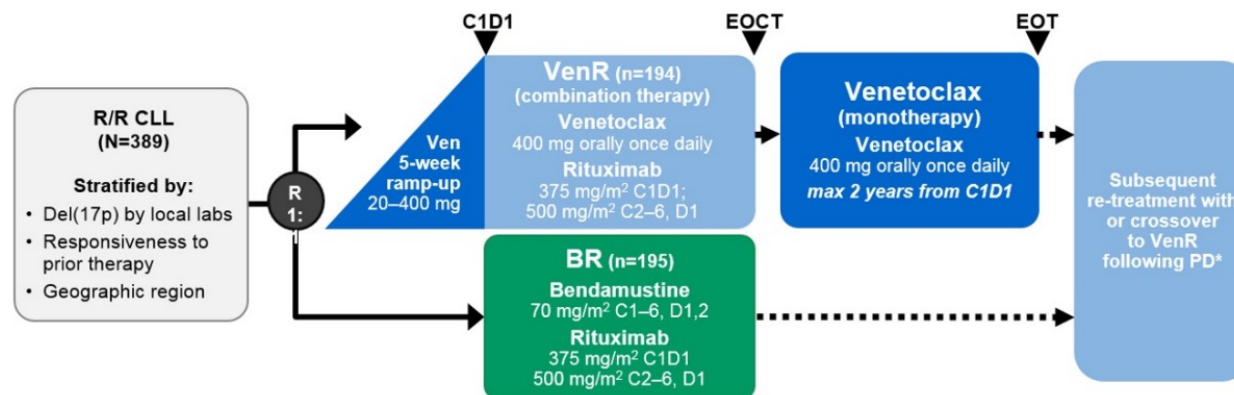 C1D1
EOCT
EOT
R/R CLL
(N=389)
Stratified by:
• Del(17p) by local labs
• Responsiveness to
prior therapy
• Geographic region
R
1:
Ven
5-week
ramp-up
20–400 mg
VenR (n=194)
(combination therapy)
Venetoclax
400 mg orally once daily
Rituximab
375 mg/m² C1D1;
500 mg/m² C2–6, D1
Venetoclax
(monotherapy)
Venetoclax
400 mg orally once daily
max 2 years from C1D1
BR (n=195)
Bendamustine
70 mg/m² C1–6, D1,2
Rituximab
375 mg/m² C1D1
500 mg/m² C2–6, D1
Subsequent
re-treatment with
or crossover
to VenR
following PD*